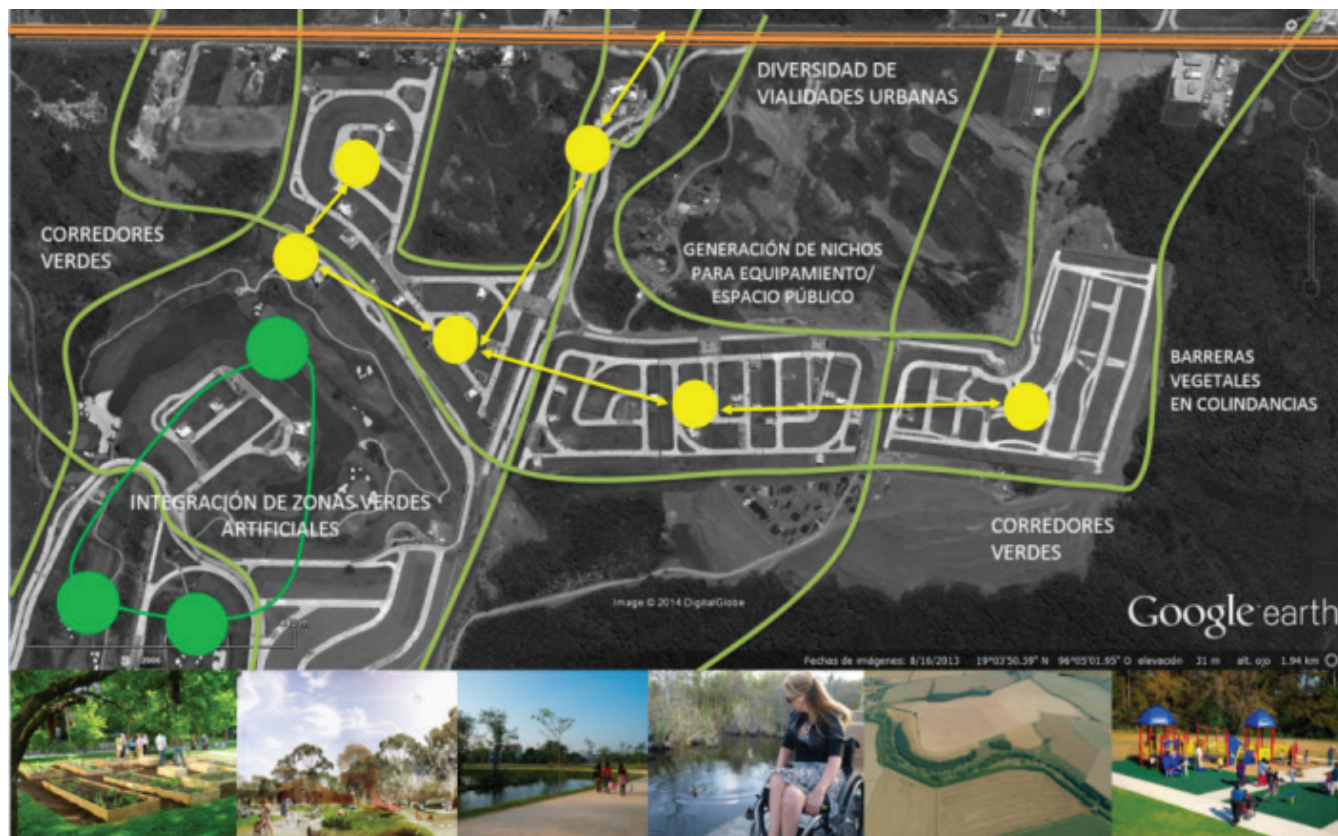 DIVERSIDAD DE
VIALIDADES URBANAS
CORREDORES
VERDES
GENERACIÓN DE NICHOS
PARA EQUIPAMIENTO/
ESPACIO PÚBLICO
BARRERAS
VEGETALES
EN COLINDANCIAS
INTEGRACIÓN DE ZONAS VERDES
ARTIFICIALES
CORREDORES
VERDES
Image © 2014 DigitalGlobe
Google earth
2006
Fechas de imágenes: 8/16/2013 19°03'50.39" N 96°05'01.95" O elevación 31 m alt. ojo 1.94 km